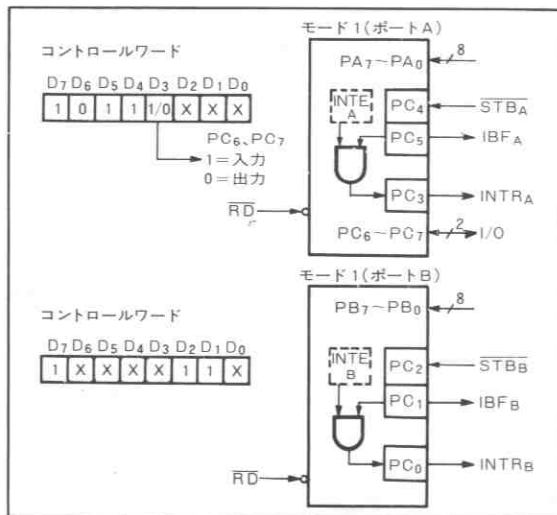 モード1(ポートA)
コントロールワード
D7 D6 D5 D4 D3 D2 D1 D0
1 0 1 1 1/0 X X X
PC6、PC7
1=入力
0=出力
PA7~PA0
8
INTE
A
PC4
STBA
PC5
IBFA
PC3
INTRA
RD
PC6~PC7
2
I/O
モード1(ポートB)
コントロールワード
D7 D6 D5 D4 D3 D2 D1 D0
1 X X X X 1 1 X
PB7~PB0
8
INTE
B
PC2
STBB
PC1
IBFB
PC0
INTRB
RD